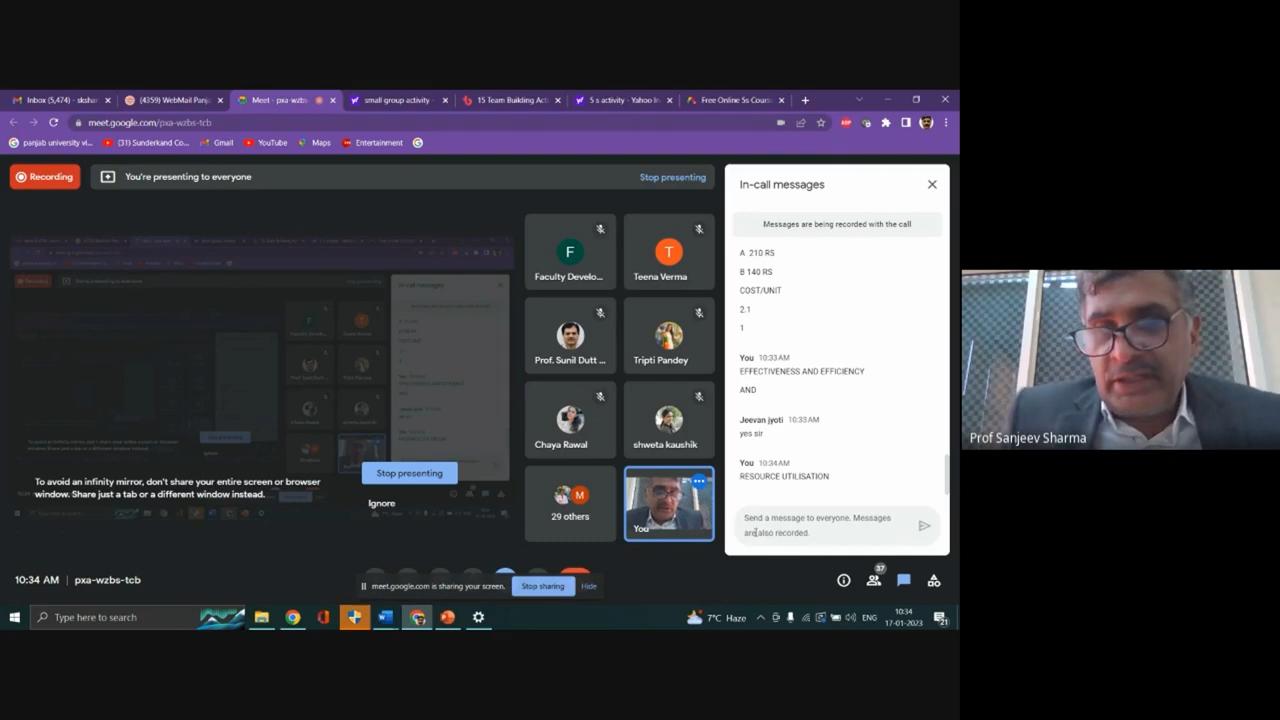 Inbox (5,474) - sksha
(4359) WebMail Panja
Meet - pxa-wzbs
small group activity -
15 Team Building Act
5 s activity - Yahoo In
Free Online 5s Cours
meet.google.com/pxa-wzbs-tcb
panjab university vi...
(31) Sunderkand Co...
Gmail
YouTube
Maps
Entertainment
Recording
You're presenting to everyone
Stop presenting
In-call messages
Messages are being recorded with the call
A 210 RS
B 140 RS
COST/UNIT
2.1
1
You 10:33 AM
EFFECTIVENESS AND EFFICIENCY
AND
Jeevan jyoti 10:33 AM
yes sir
You 10:34 AM
RESOURCE UTILISATION
Send a message to everyone. Messages
are also recorded.
F
Faculty Develo...
T
Teena Verma
Prof. Sunil Dutt ...
Tripti Pandey
Chaya Rawal
shweta kaushik
M
29 others
You
To avoid an infinity mirror, don't share your entire screen or browser
window. Share just a tab or a different window instead.
Stop presenting
Ignore
10:34 AM | pxa-wzbs-tcb
meet.google.com is sharing your screen.
Stop sharing
Hide
37
Type here to search
7°C Haze
ENG
10:34
17-01-2023
21
Prof Sanjeev Sharma